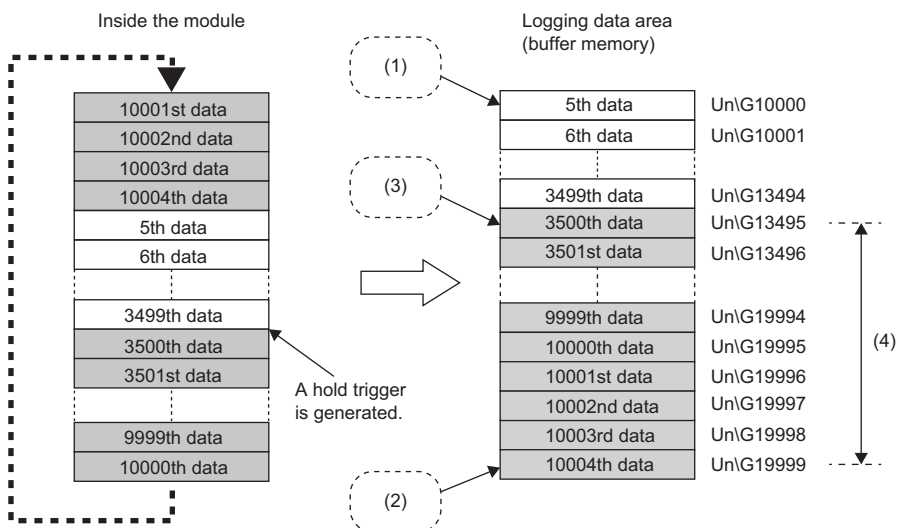 Inside the module
10001st data
10002nd data
10003rd data
10004th data
5th data
6th data
3499th data
3500th data
3501st data
9999th data
10000th data
A hold trigger
is generated.
Logging data area
(buffer memory)
(1)
(3)
(2)
5th data Un\G10000
6th data Un\G10001
3499th data Un\G13494
3500th data Un\G13495
3501st data Un\G13496
9999th data Un\G19994
10000th data Un\G19995
10001st data Un\G19996
10002nd data Un\G19997
10003rd data Un\G19998
10004th data Un\G19999
(4)